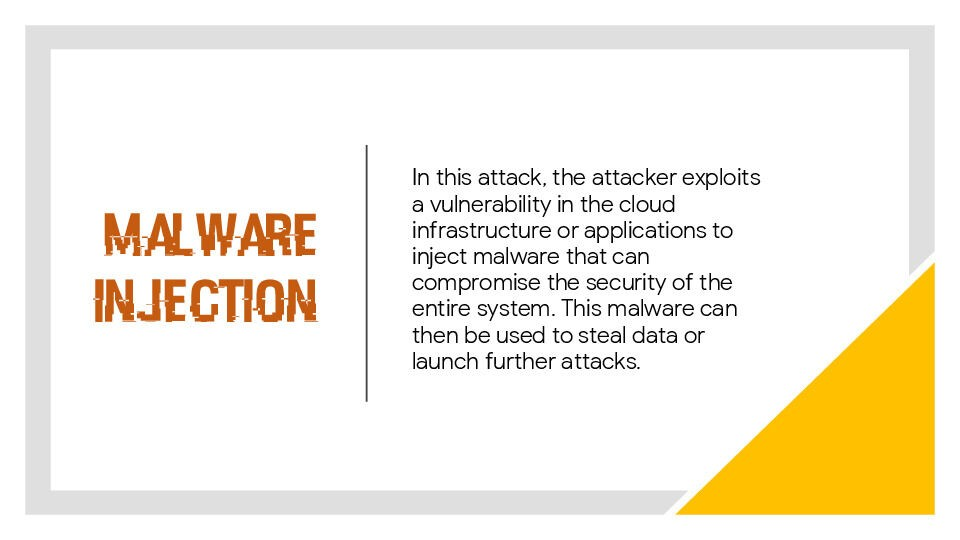 MALWARE
INJECTION
In this attack, the attacker exploits
a vulnerability in the cloud
infrastructure or applications to
inject malware that can
compromise the security of the
entire system. This malware can
then be used to steal data or
launch further attacks.